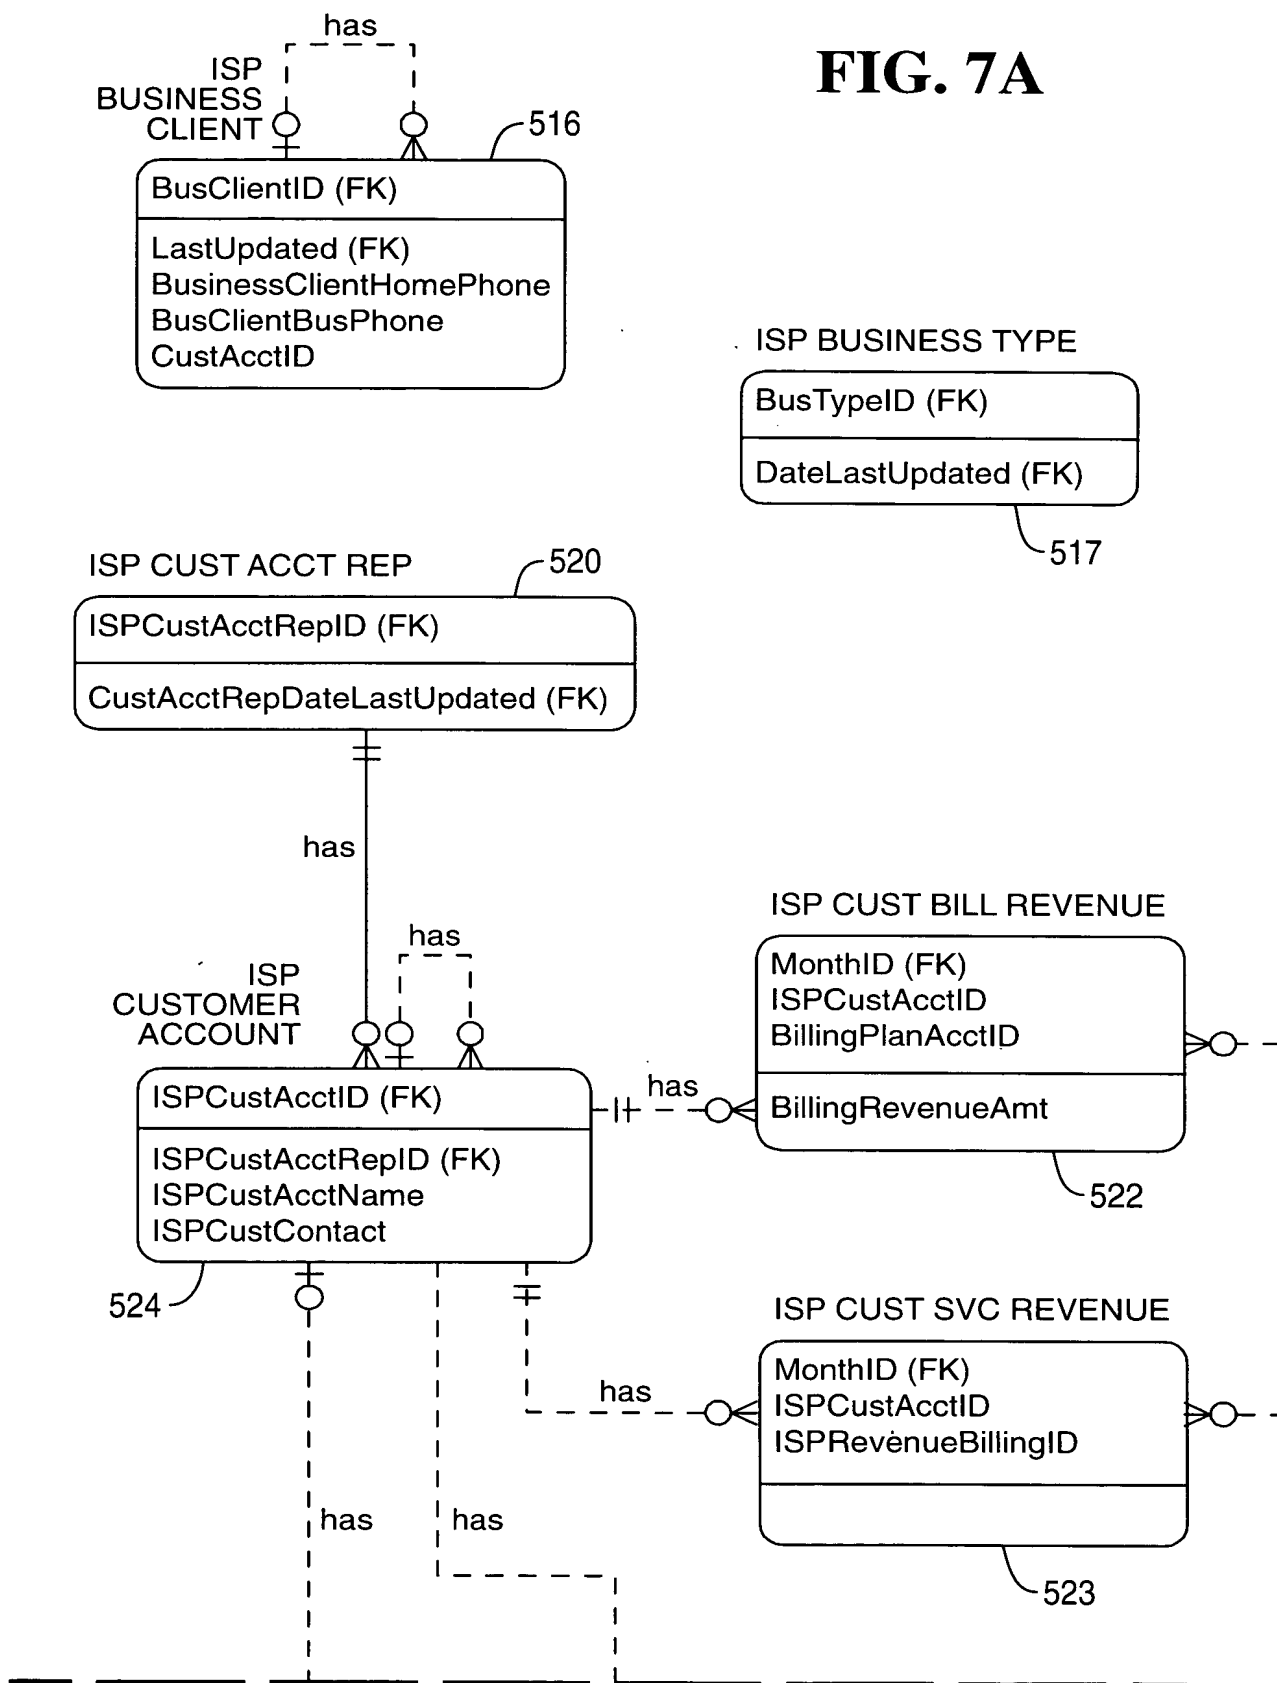 FIG. 7A
has
ISP
BUSINESS
CLIENT
516
BusClientID (FK)
LastUpdated (FK)
BusinessClientHomePhone
BusClientBusPhone
CustAcctID
ISP BUSINESS TYPE
BusTypeID (FK)
DateLastUpdated (FK)
517
ISP CUST ACCT REP
520
ISPCustAcctRepID (FK)
CustAcctRepDateLastUpdated (FK)
has
has
ISP
CUSTOMER
ACCOUNT
ISPCustAcctID (FK)
ISPCustAcctRepID (FK)
ISPCustAcctName
ISPCustContact
524
has
ISP CUST BILL REVENUE
MonthID (FK)
ISPCustAcctID
BillingPlanAcctID
BillingRevenueAmt
522
ISP CUST SVC REVENUE
has
MonthID (FK)
ISPCustAcctID
ISPRevenueBillingID
523
has
has